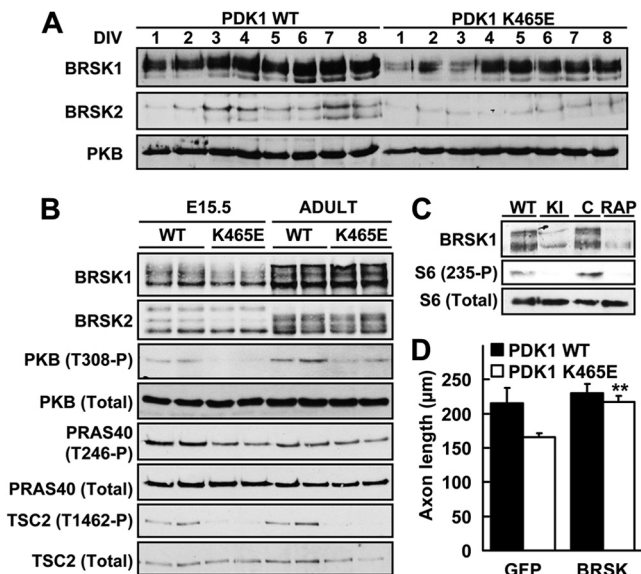 A
PDK1 WT PDK1 K465E
DIV 1 2 3 4 5 6 7 8 1 2 3 4 5 6 7 8
BRSK1
BRSK2
PKB
B
E15.5 ADULT
WT K465E WT K465E
BRSK1
BRSK2
PKB (T308-P)
PKB (Total)
PRAS40
(T246-P)
PRAS40 (Total)
TSC2 (T1462-P)
TSC2 (Total)
C
WT KI C RAP
BRSK1
S6 (235-P)
S6 (Total)
D
PDK1 WT
PDK1 K465E
Axon length (µm)
250
200
150
100
50
0
**
GFP BRSK